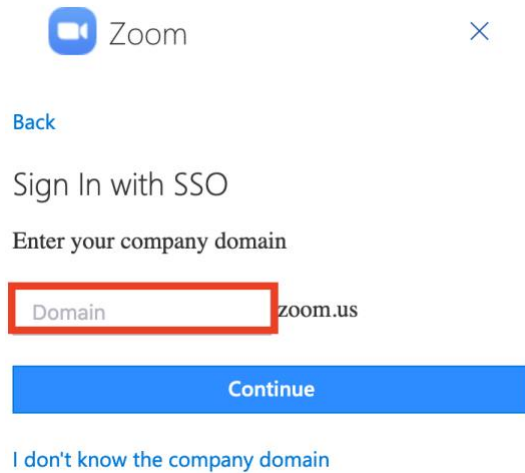 Zoom
Back
Sign In with SSO
Enter your company domain
Domain zoom.us
Continue
I don't know the company domain